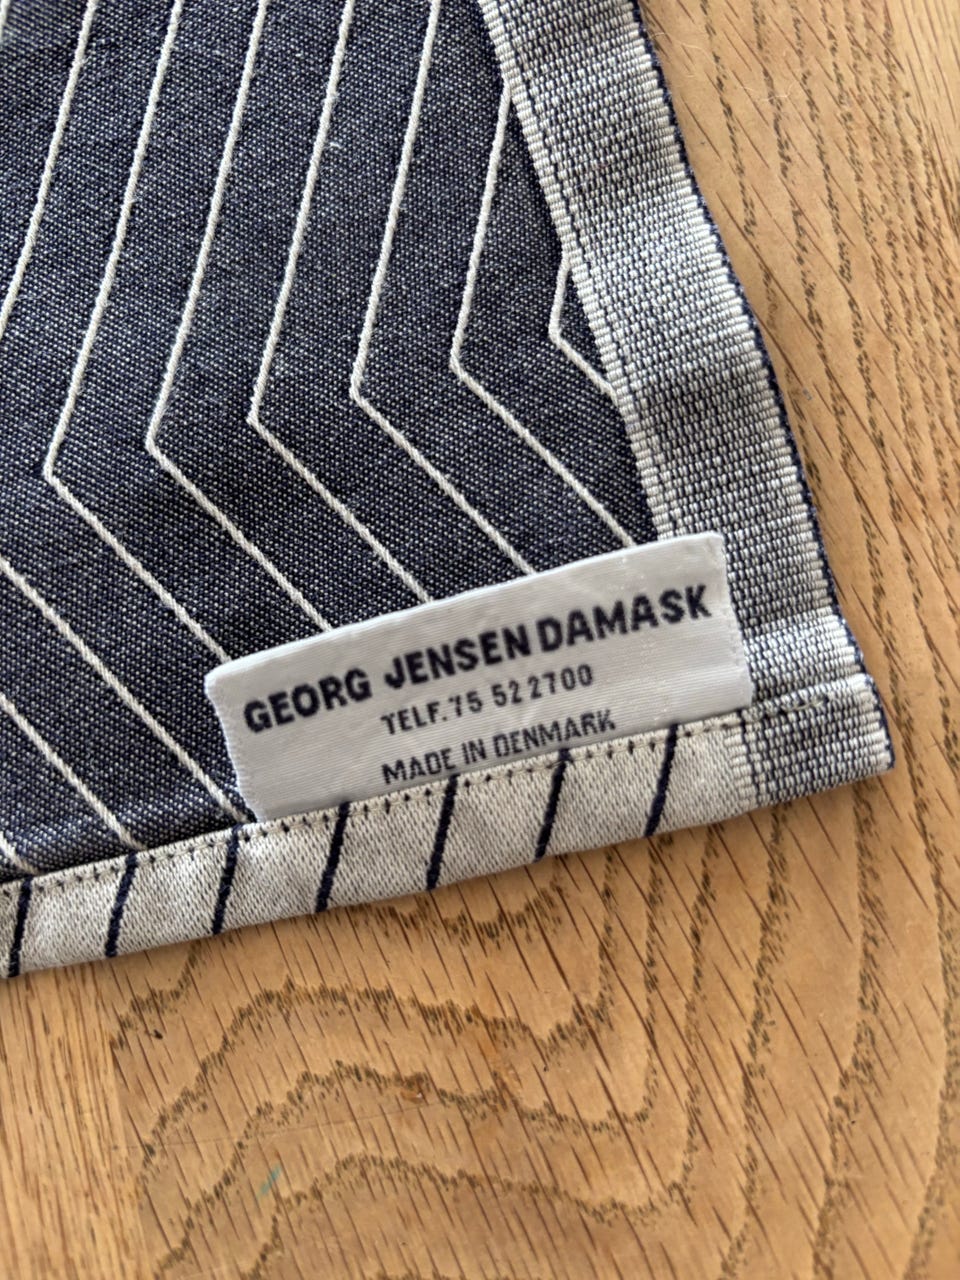 GEORG JENSEN DAMASK
TELF. 75 52 2700
MADE IN DENMARK